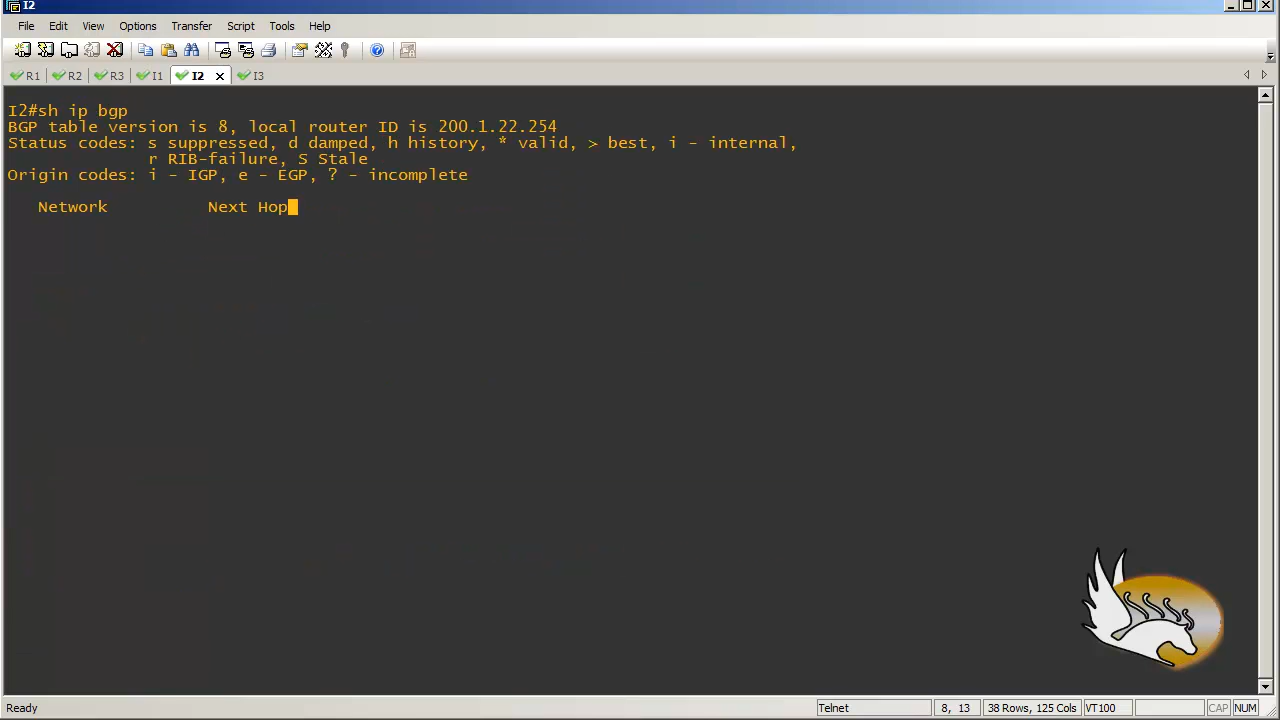 I2
File Edit View Options Transfer Script Tools Help
R1 R2 R3 I1 I2 I3
I2#sh ip bgp
BGP table version is 8, local router ID is 200.1.22.254
Status codes: s suppressed, d damped, h history, * valid, > best, i - internal,
r RIB-failure, S Stale
Origin codes: i - IGP, e - EGP, ? - incomplete
Network Next Hop
Ready Telnet 8, 13 38 Rows, 125 Cols VT100 CAP NUM